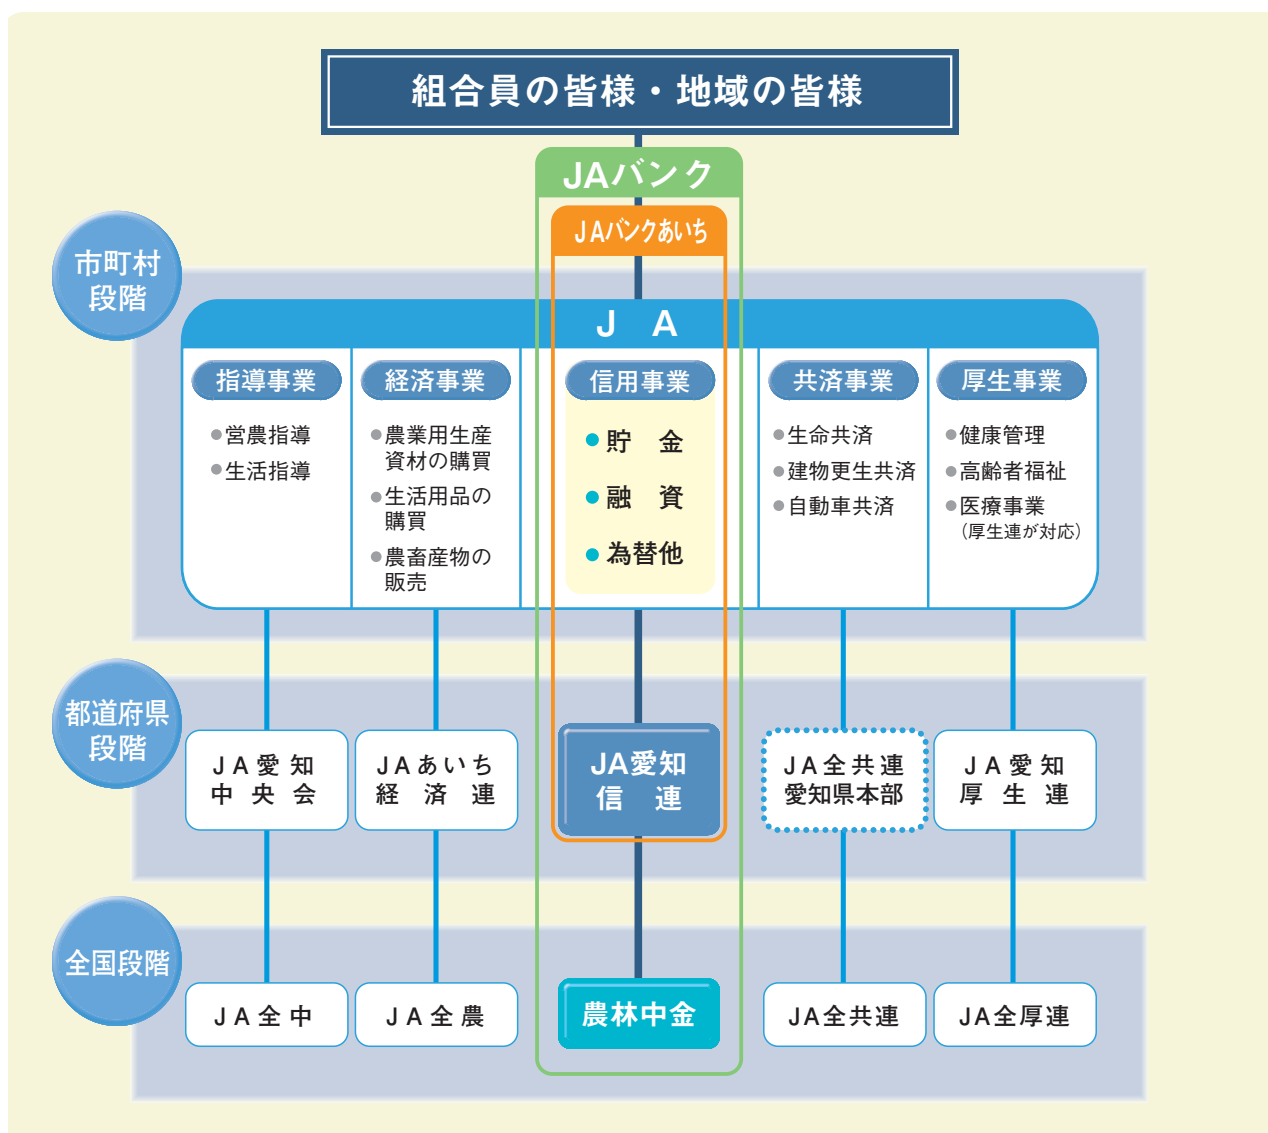 組合員の皆様・地域の皆様
JAバンク
JAバンクあいち
市町村
段階
J A
指導事業
●営農指導
●生活指導
経済事業
●農業用生産
資材の購買
●生活用品の
購買
●農畜産物の
販売
信用事業
●貯 金
●融 資
●為替他
共済事業
●生命共済
●建物更生共済
●自動車共済
厚生事業
●健康管理
●高齢者福祉
●医療事業
(厚生連が対応)
都道府県
段階
JA愛知
中央会
JAあいち
経済連
JA愛知
信 連
JA全共連
愛知県本部
JA愛知
厚生連
全国段階
JA全中
JA全農
農林中金
JA全共連
JA全厚連